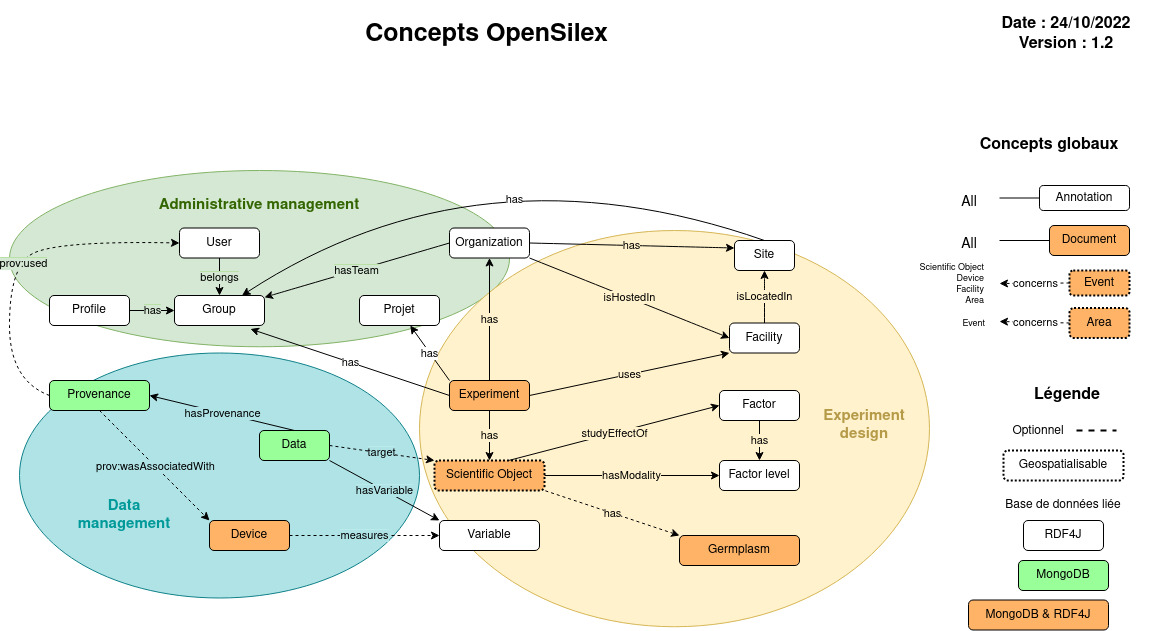 Concepts OpenSilex
Date : 24/10/2022
Version : 1.2
Concepts globaux
All
Annotation
All
Document
Scientific Object
Device
Facility
Area
concerns
Event
Event
concerns
Area
Administrative management
has
prov:used
User
Organization
has
Site
belongs
hasTeam
isHostedIn
isLocatedIn
Profile
has
Group
Projet
has
Facility
has
has
uses
Provenance
Experiment
Factor
Experiment
design
hasProvenance
Data
target
has
studyEffectOf
has
prov:wasAssociatedWith
Scientific Object
hasModality
Factor level
hasVariable
Data
management
has
Device
measures
Variable
Germplasm
Légende
Optionnel
Geospatialisable
Base de données liée
RDF4J
MongoDB
MongoDB & RDF4J